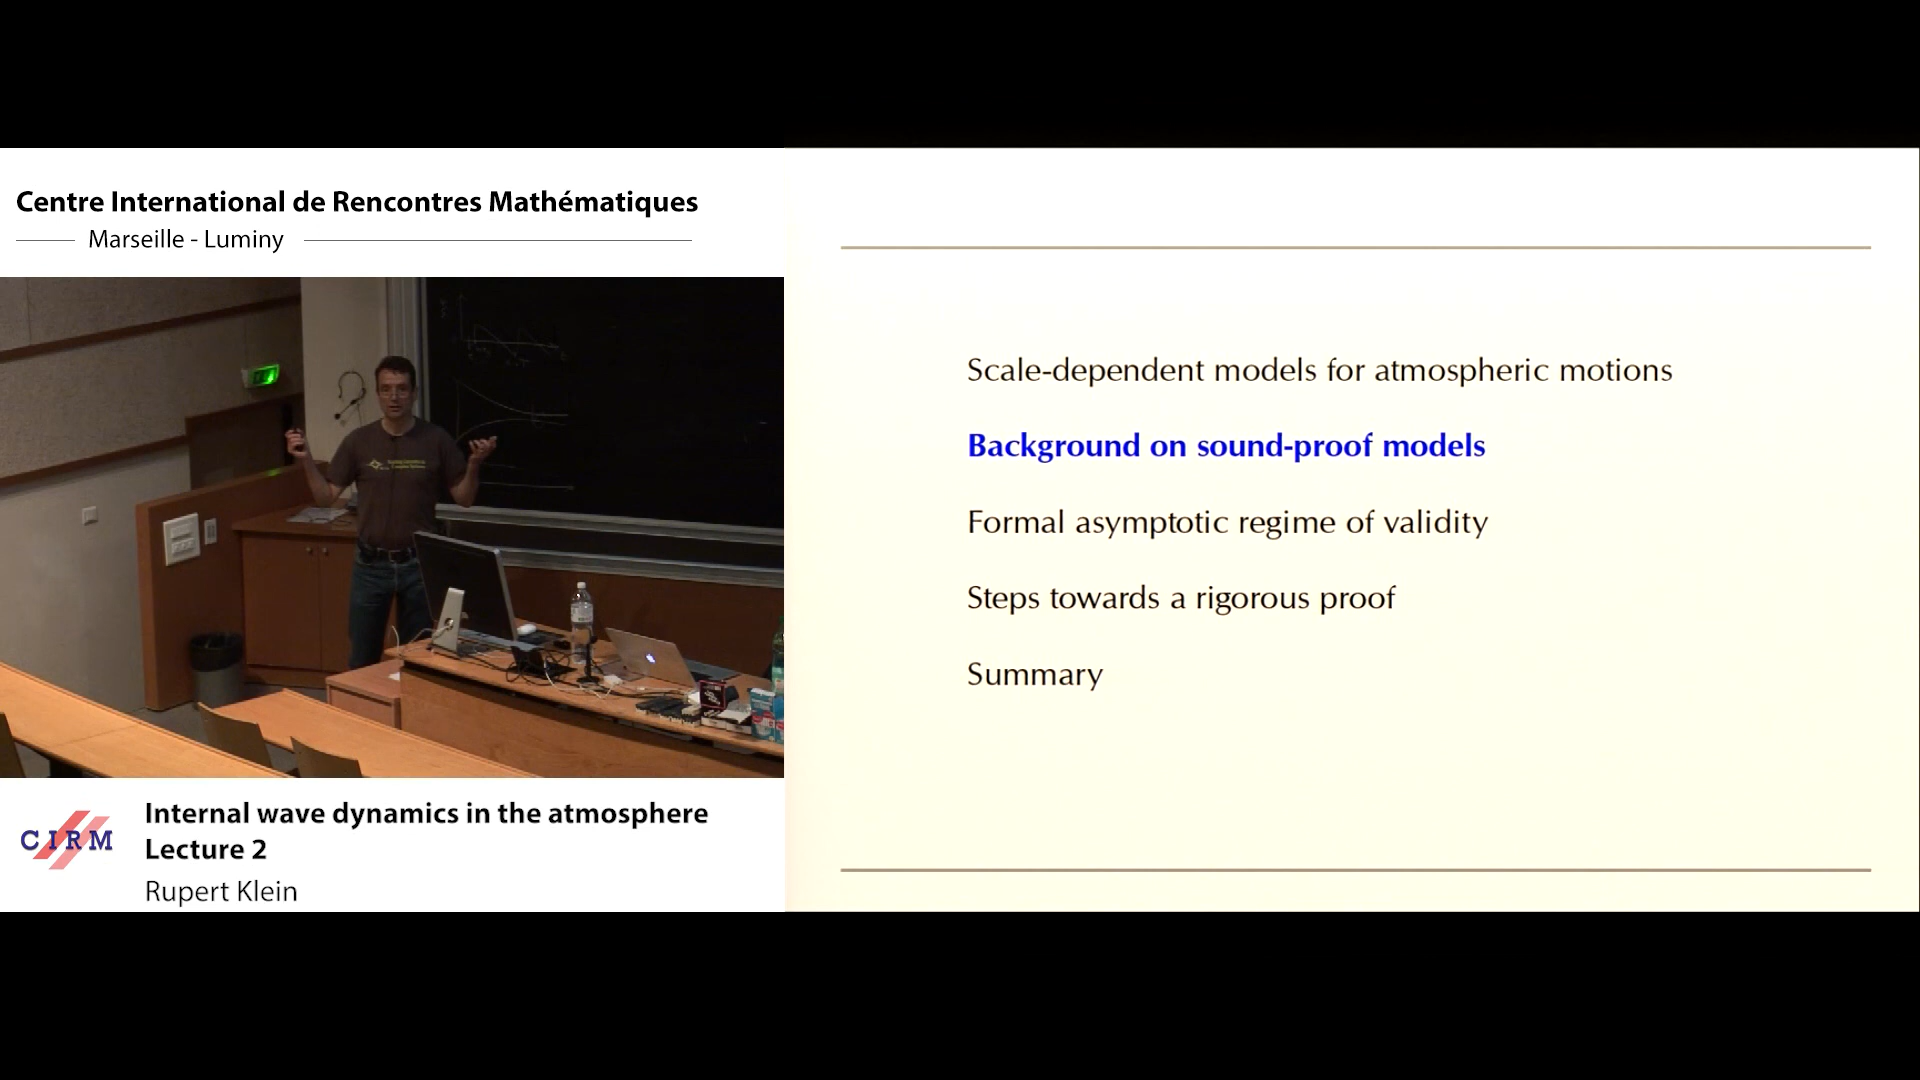 Centre International de Rencontres Mathématiques
Marseille - Luminy
Scale-dependent models for atmospheric motions
Background on sound-proof models
Formal asymptotic regime of validity
Steps towards a rigorous proof
Summary
CIRM
Internal wave dynamics in the atmosphere
Lecture 2
Rupert Klein